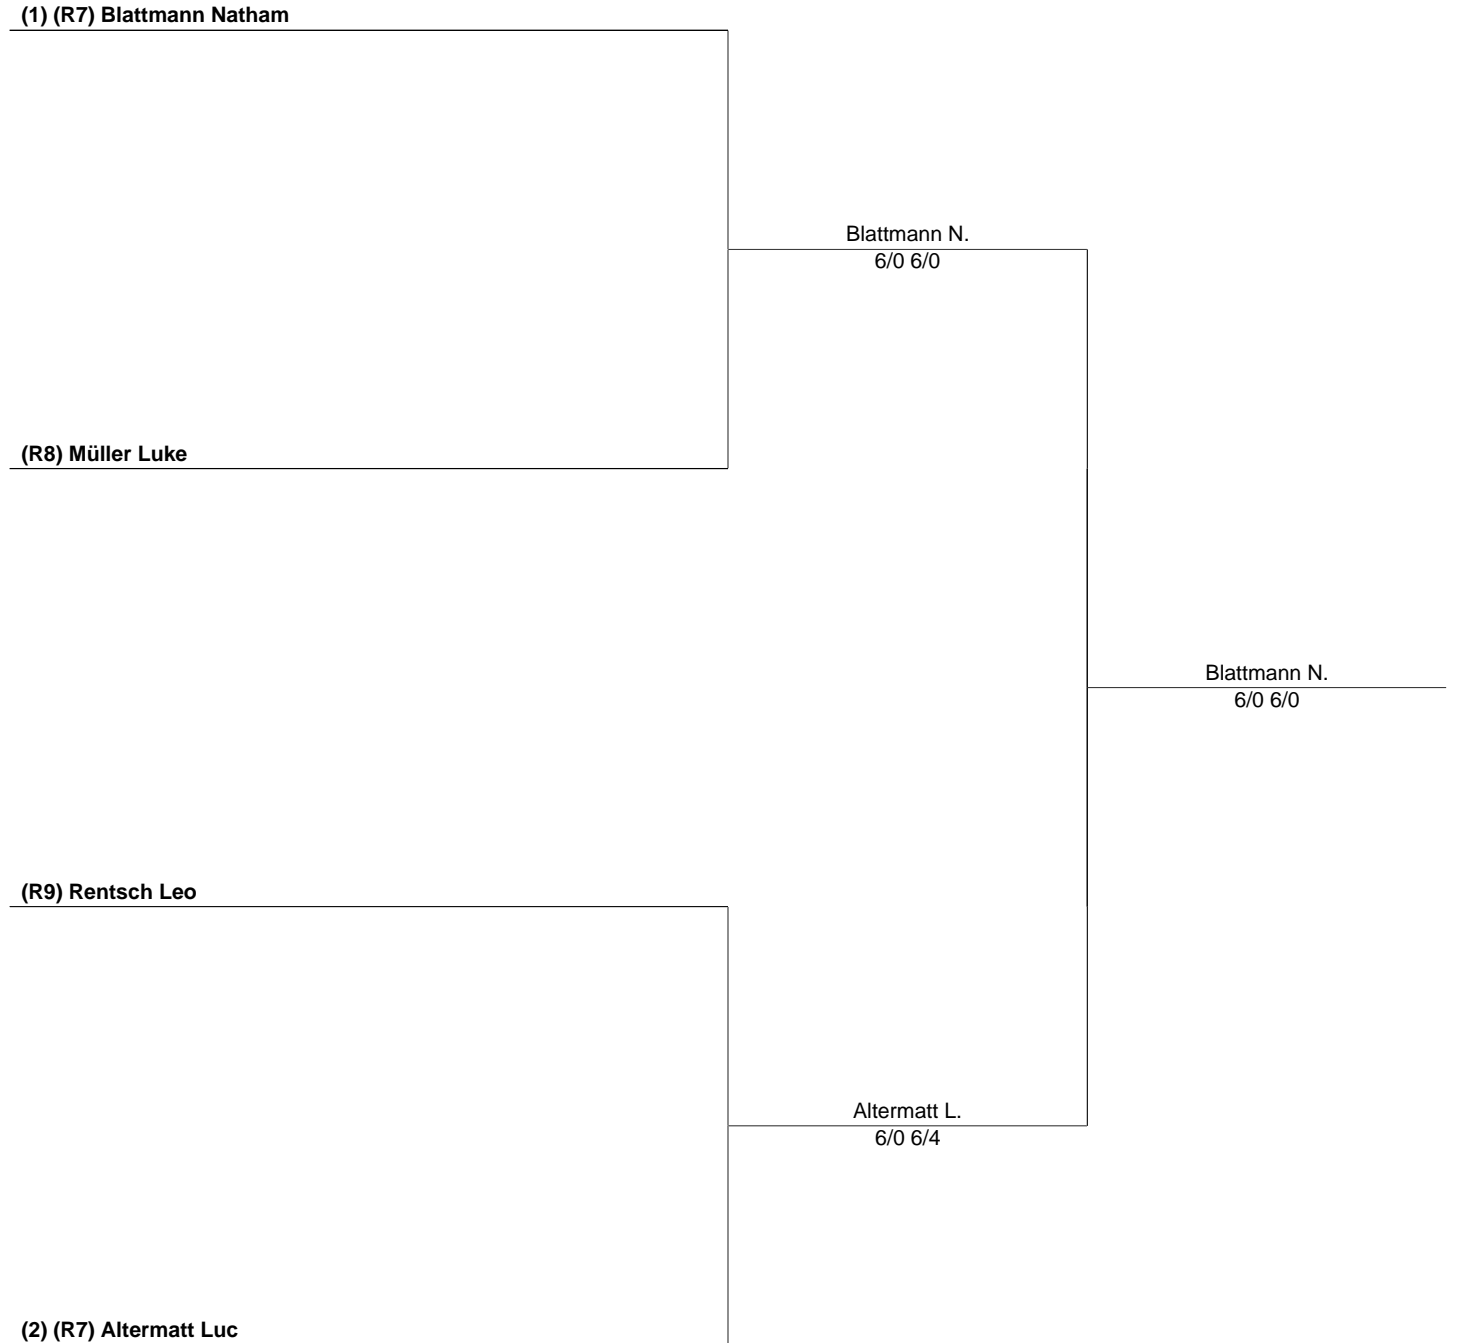 (1) (R7) Blattmann Natham
Blattmann N.
6/0 6/0
(R8) Müller Luke
Blattmann N.
6/0 6/0
(R9) Rentsch Leo
Altermatt L.
6/0 6/4
(2) (R7) Altermatt Luc